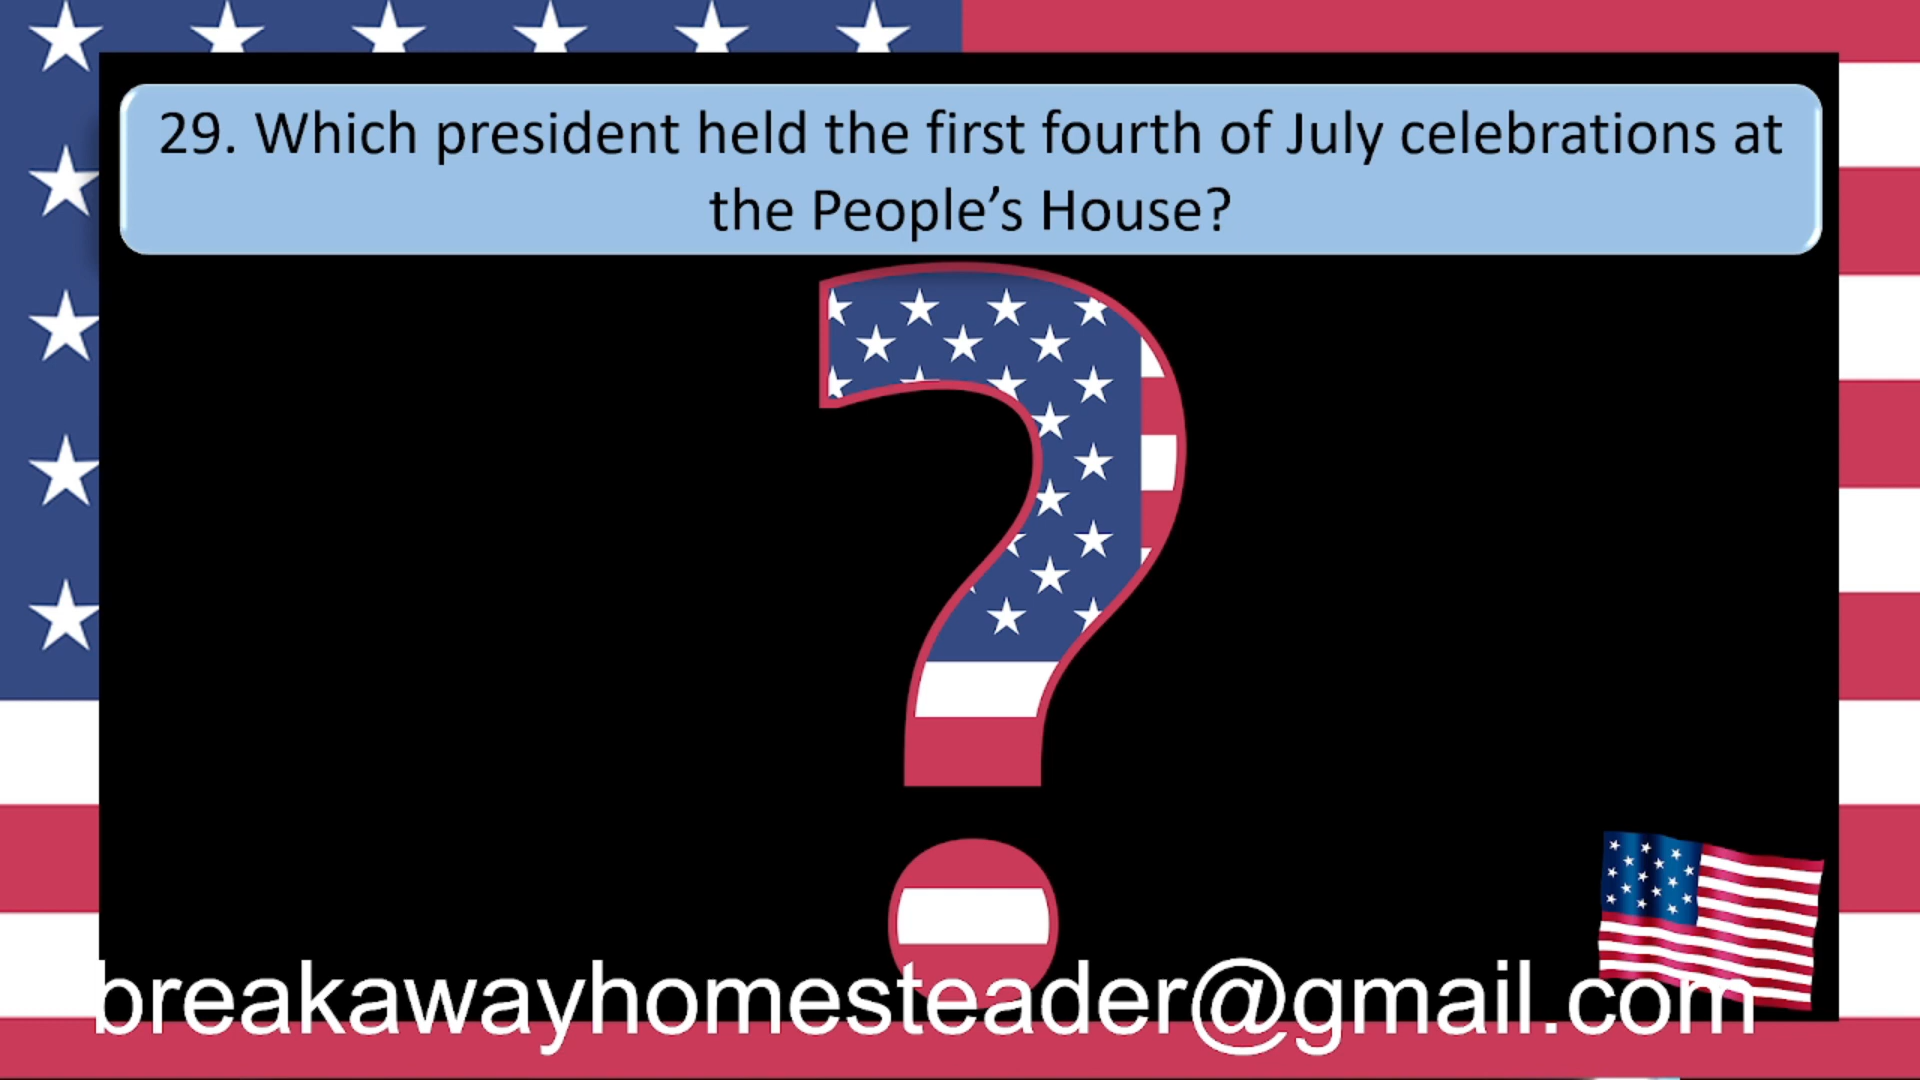 29. Which president held the first fourth of July celebrations at
the People’s House?
breakawayhomesteader@gmail.com